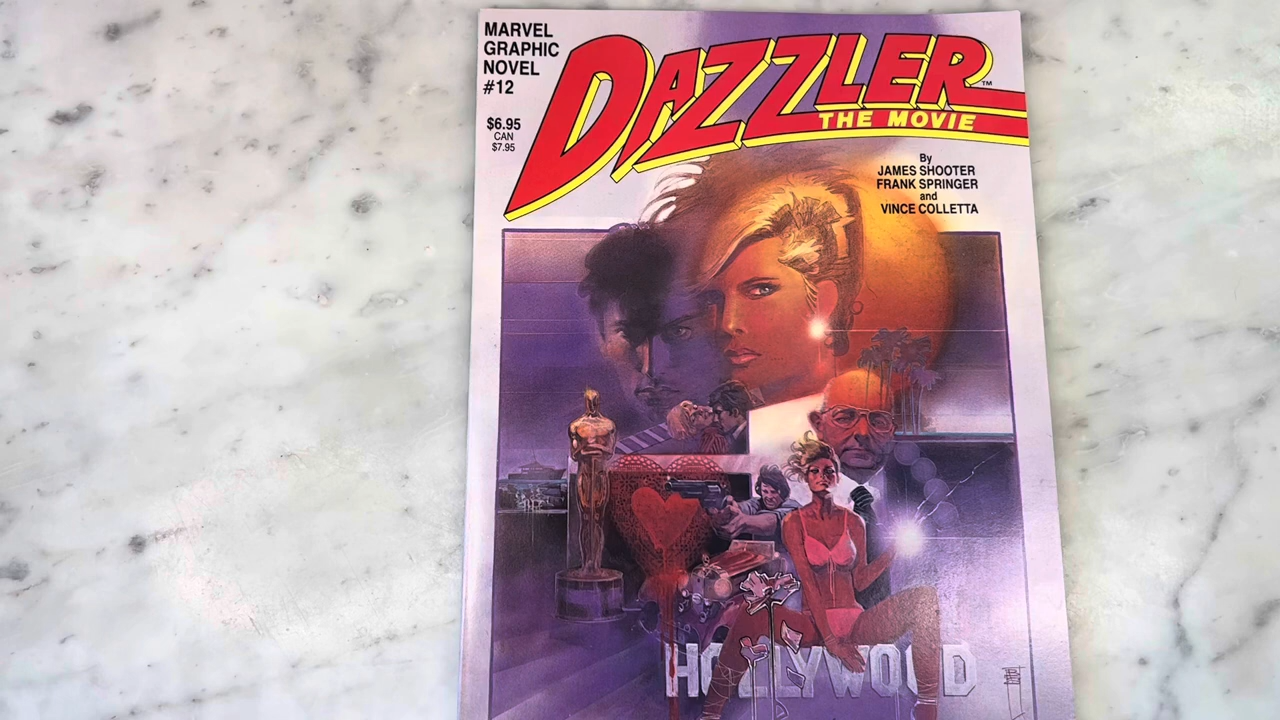 MARVEL
GRAPHIC
NOVEL
#12
$6.95
CAN
$7.95
DAZZLER™
THE MOVIE
By
JAMES SHOOTER
FRANK SPRINGER
and
VINCE COLLETTA
HOLLYWOOD